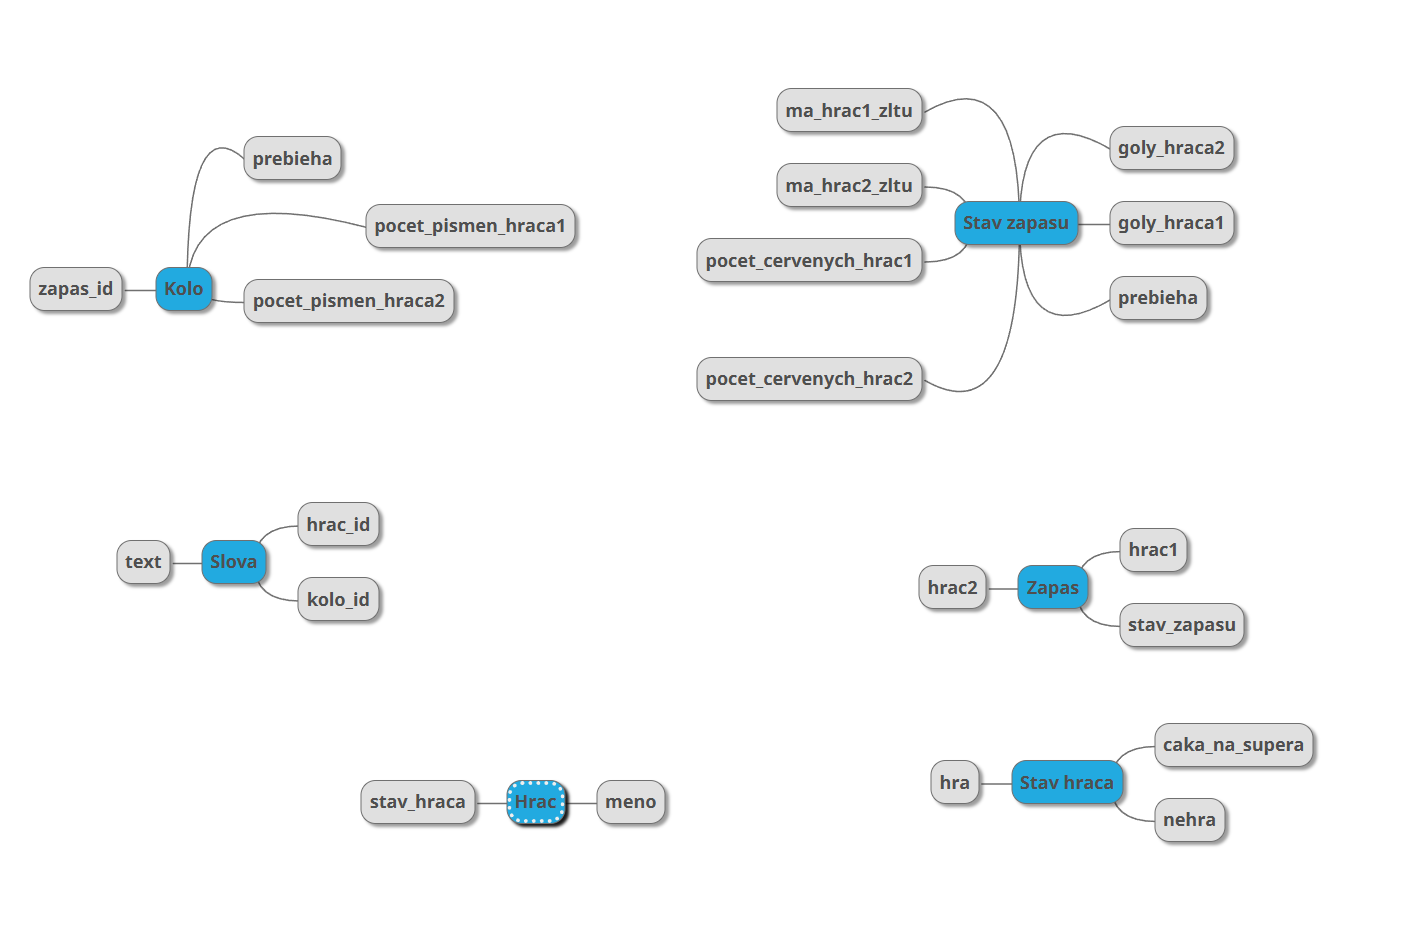 prebieha
pocet_pismen_hraca1
zapas_id
Kolo
pocet_pismen_hraca2
ma_hrac1_zltu
ma_hrac2_zltu
pocet_cervenych_hrac1
pocet_cervenych_hrac2
Stav zapasu
goly_hraca2
goly_hraca1
prebieha
text
Slova
hrac_id
kolo_id
hrac2
Zapas
hrac1
stav_zapasu
stav_hraca
Hrac
meno
hra
Stav hraca
caka_na_supera
nehra